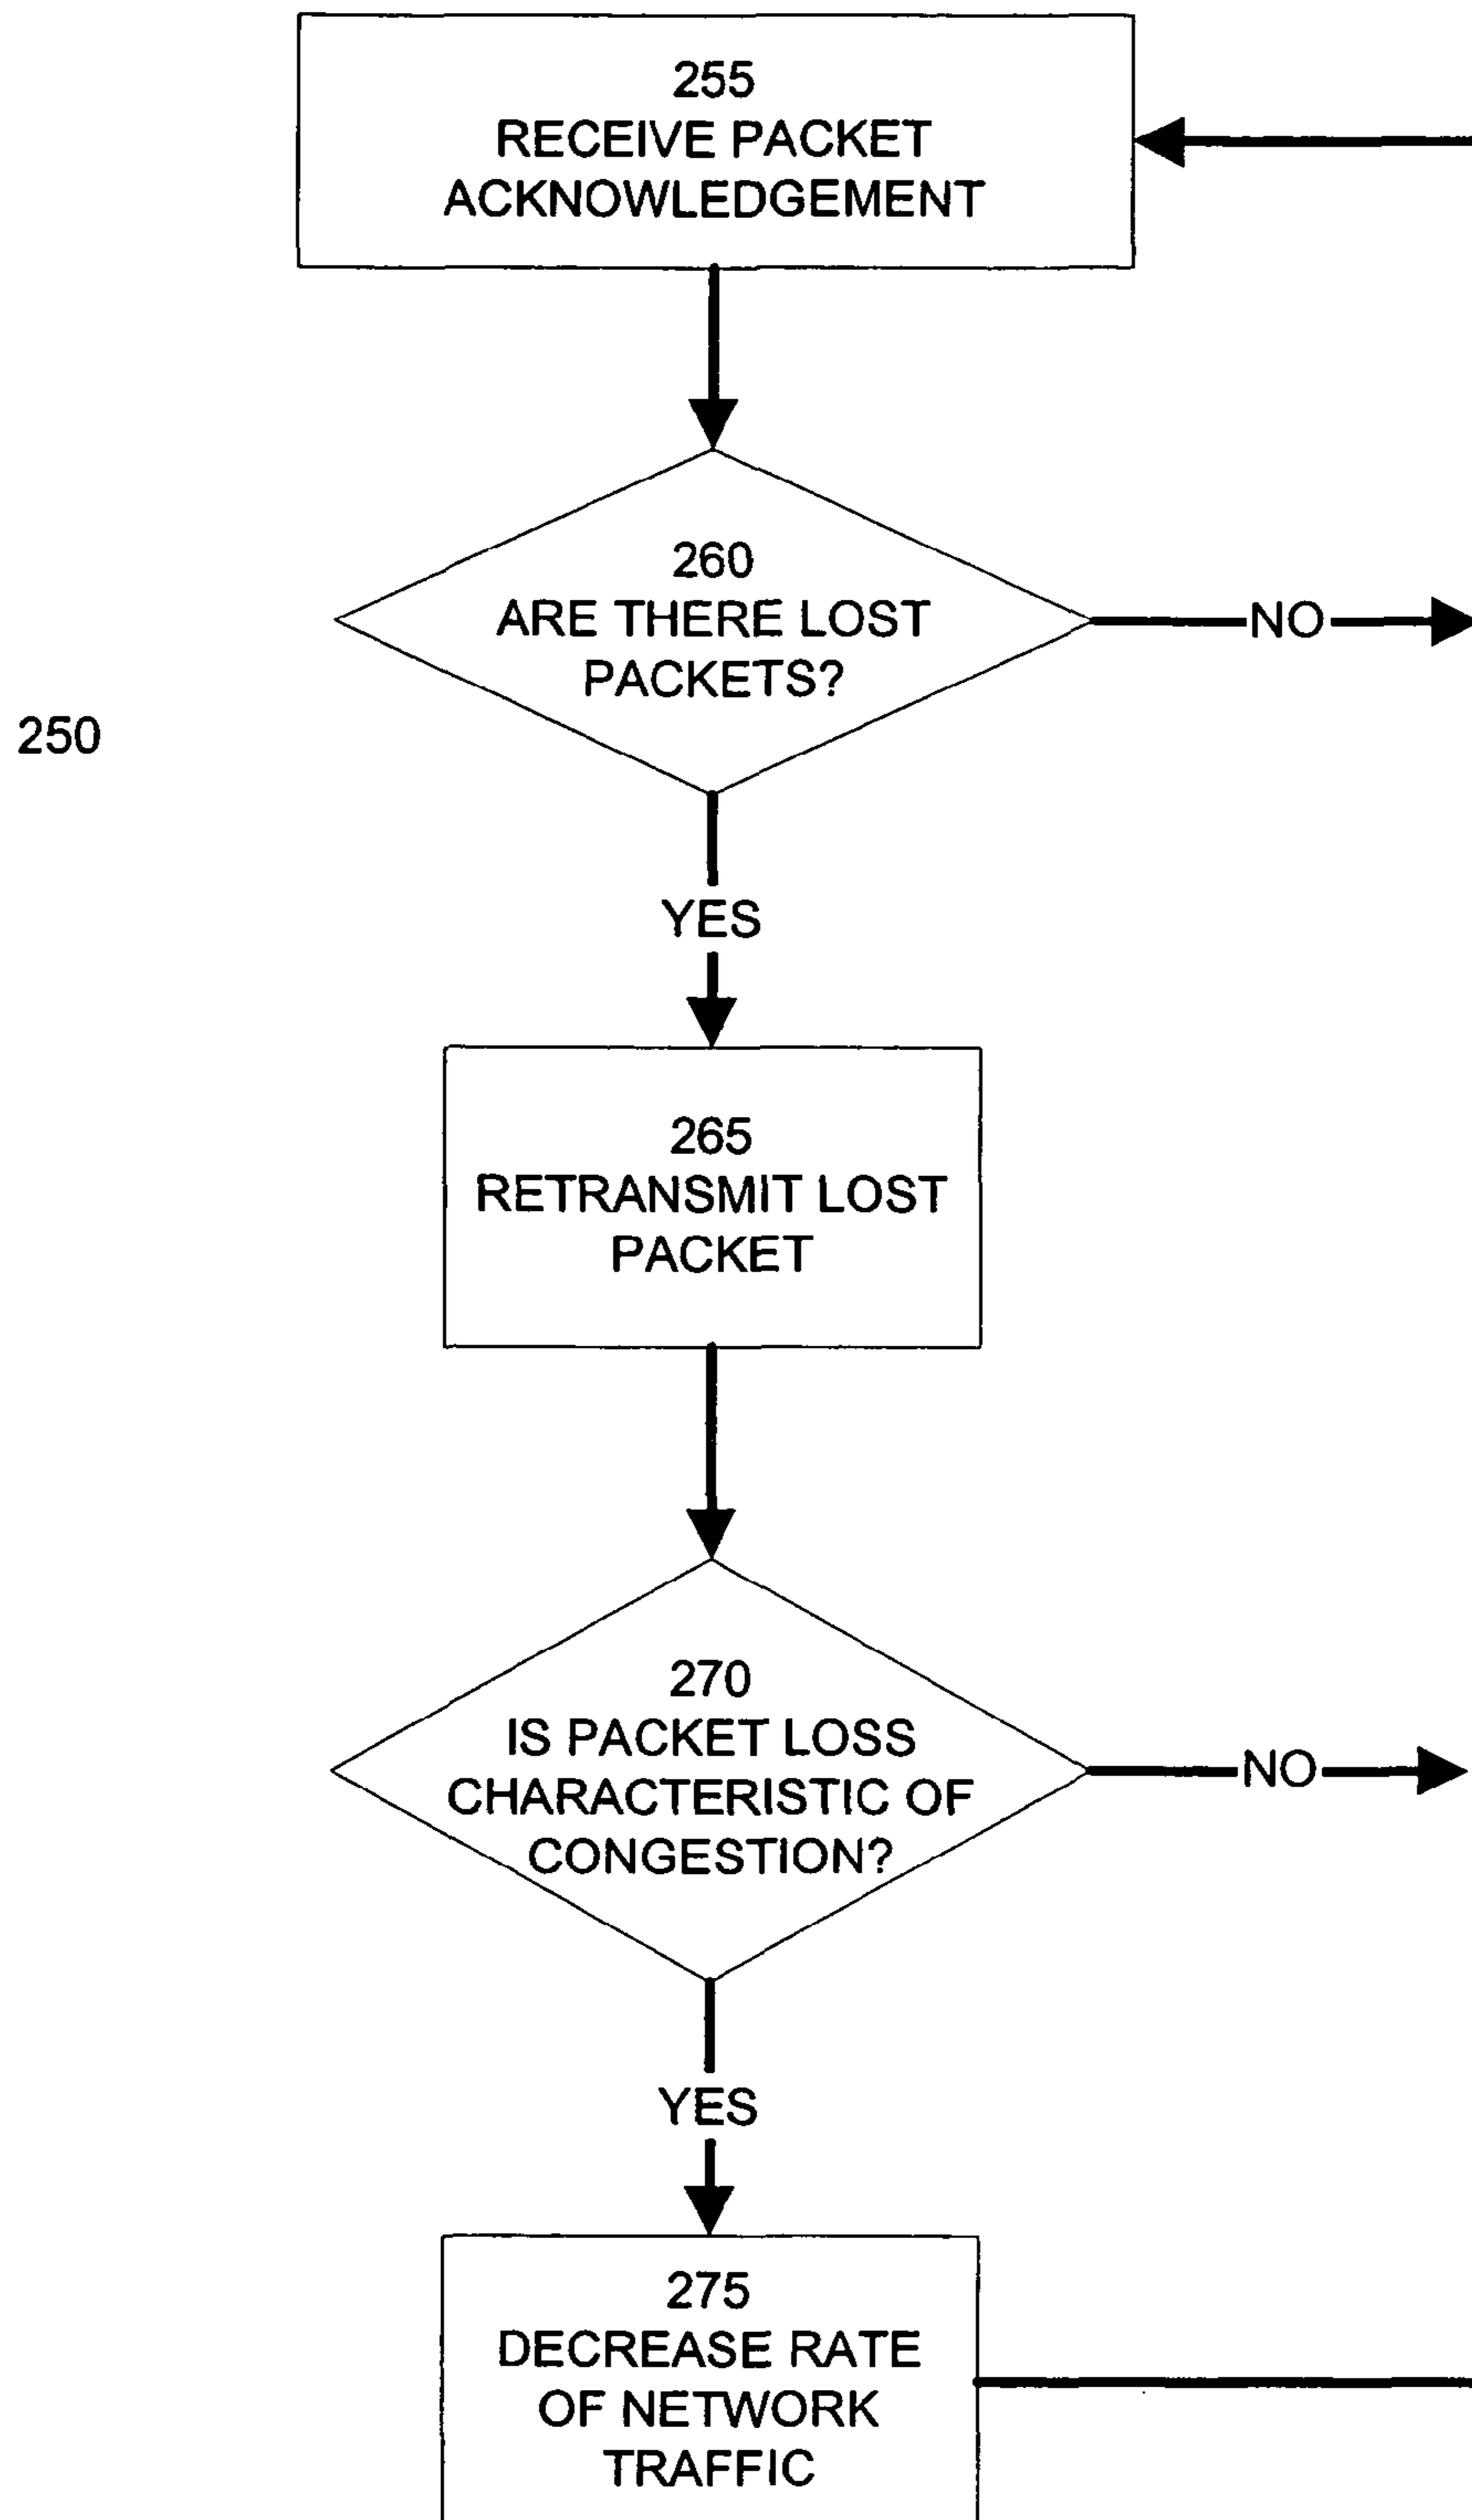 255
RECEIVE PACKET
ACKNOWLEDGEMENT
260
ARE THERE LOST
PACKETS?
NO
250
YES
265
RETRANSMIT LOST
PACKET
270
IS PACKET LOSS
CHARACTERISTIC OF
CONGESTION?
NO
YES
275
DECREASE RATE
OF NETWORK
TRAFFIC